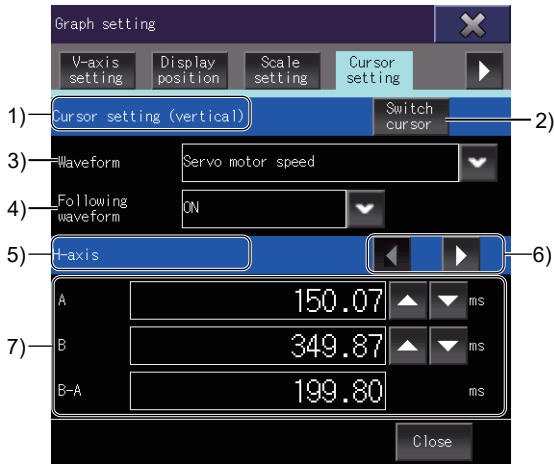 Graph setting
V-axis setting
Display position
Scale setting
Cursor setting
1) Cursor setting (vertical)
Switch cursor 2)
3) Waveform Servo motor speed
4) Following waveform ON
5) H-axis 6)
7)
A 150.07 ms
B 349.87 ms
B-A 199.80 ms
Close